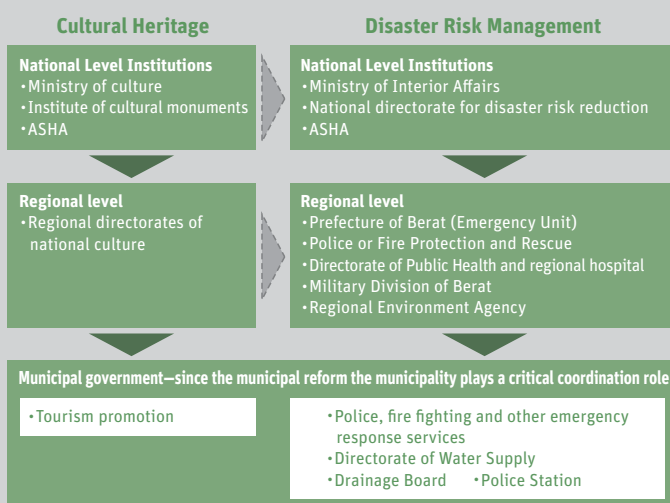 Cultural Heritage
National Level Institutions
•Ministry of culture
•Institute of cultural monuments
•ASHA
Disaster Risk Management
National Level Institutions
•Ministry of Interior Affairs
•National directorate for disaster risk reduction
•ASHA
Regional level
•Regional directorates of
national culture
Regional level
•Prefecture of Berat (Emergency Unit)
•Police or Fire Protection and Rescue
•Directorate of Public Health and regional hospital
•Military Division of Berat
•Regional Environment Agency
Municipal government—since the municipal reform the municipality plays a critical coordination role
•Tourism promotion
•Police, fire fighting and other emergency
response services
•Directorate of Water Supply
•Drainage Board •Police Station